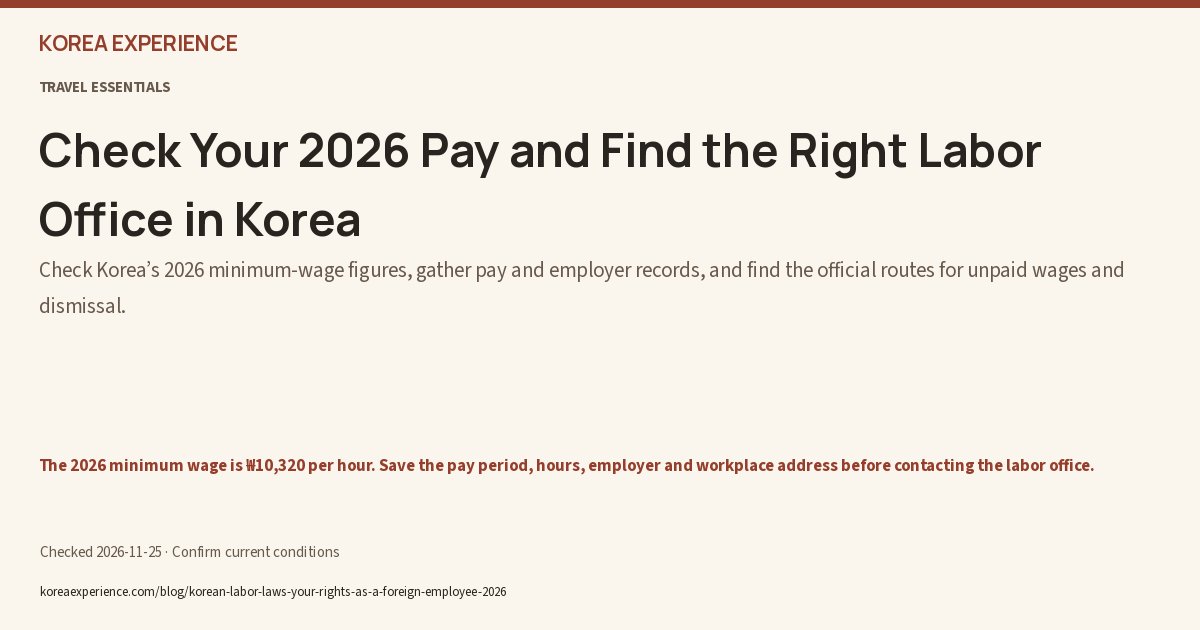 KOREA EXPERIENCE
TRAVEL ESSENTIALS
Check Your 2026 Pay and Find the Right Labor
Office in Korea
Check Korea’s 2026 minimum-wage figures, gather pay and employer records, and find the official routes for unpaid wages and
dismissal.
The 2026 minimum wage is ₩10,320 per hour. Save the pay period, hours, employer and workplace address before contacting the labor office.
Checked 2026-11-25 · Confirm current conditions
koreaexperience.com/blog/korean-labor-laws-your-rights-as-a-foreign-employee-2026